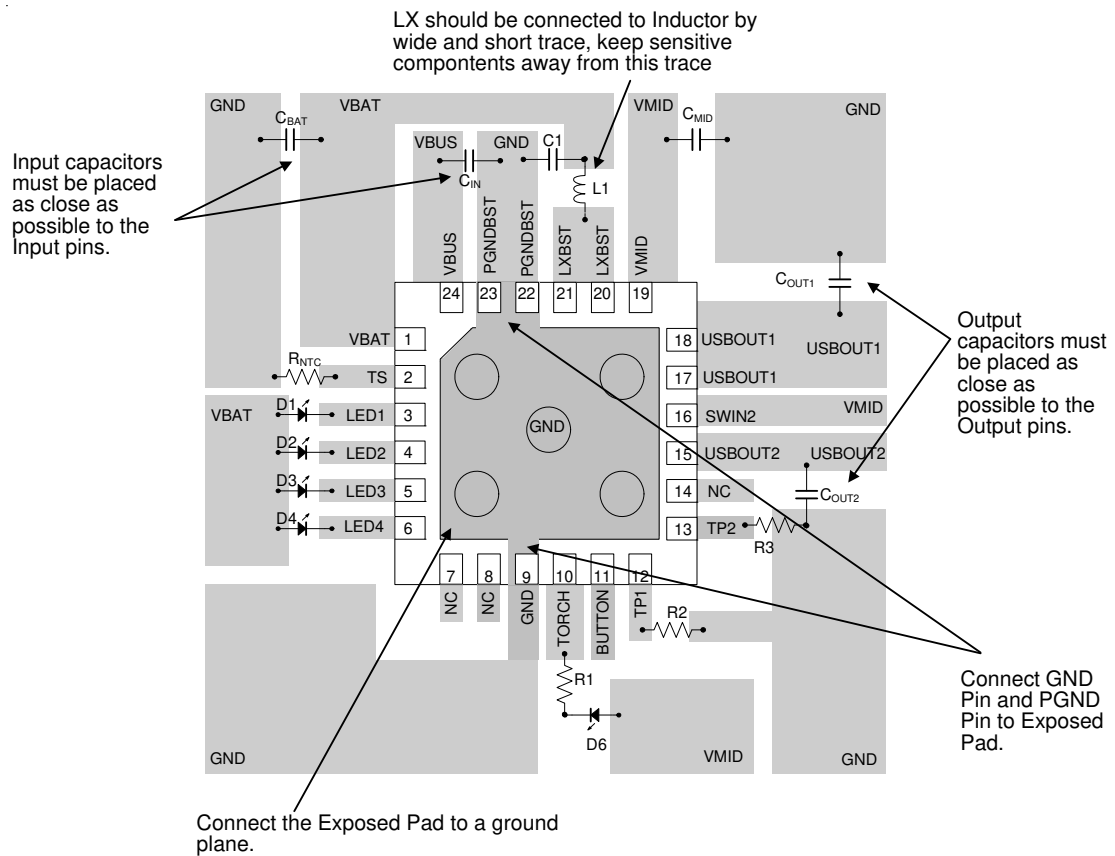 LX should be connected to Inductor by
wide and short trace, keep sensitive
compontents away from this trace
GND
C_BAT
VBAT
VMID
C_MID
GND
VBUS
C_IN
GND
C1
L1
Input capacitors
must be placed
as close as
possible to the
Input pins.
VBUS
PGNDBST
PGNDBST
LXBST
LXBST
VMID
24
23
22
21
20
19
C_OUT1
Output
capacitors must
be placed as
close as
possible to the
Output pins.
VBAT
1
18
USBOUT1
USBOUT1
R_NTC
TS
2
17
USBOUT1
VBAT
D1
LED1
3
16
SWIN2
VMID
GND
D2
LED2
4
15
USBOUT2
USBOUT2
D3
LED3
5
14
NC
C_OUT2
D4
LED4
6
13
TP2
R3
7
8
9
10
11
12
NC
NC
GND
TORCH
BUTTON
TP1
R2
R1
D6
GND
VMID
GND
Connect GND
Pin and PGND
Pin to Exposed
Pad.
Connect the Exposed Pad to a ground
plane.